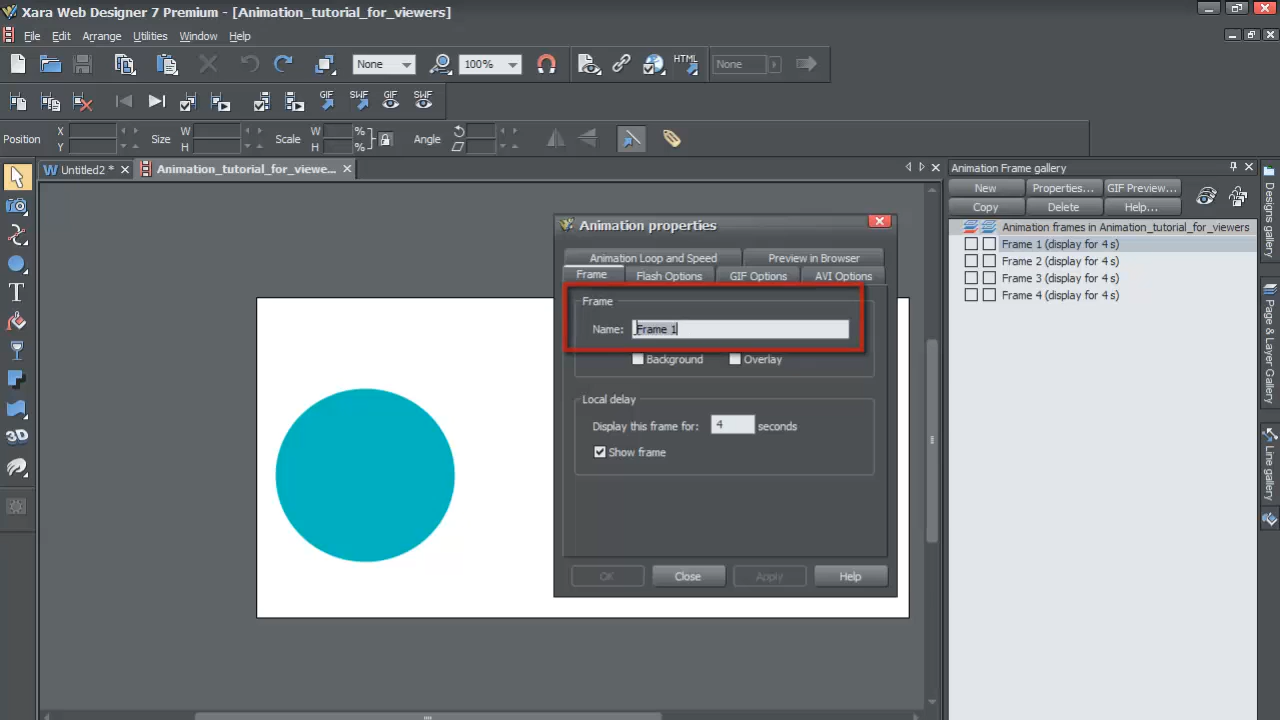 Xara Web Designer 7 Premium - [Animation_tutorial_for_viewers]
File Edit Arrange Utilities Window Help
None 100% HTML None
GIF SWF GIF SWF
Position X Y Size W H Scale W H % % Angle
Untitled2 * Animation_tutorial_for_viewe...
Animation Frame gallery
New Properties... GIF Preview...
Copy Delete Help...
Animation frames in Animation_tutorial_for_viewers
Frame 1 (display for 4 s)
Frame 2 (display for 4 s)
Frame 3 (display for 4 s)
Frame 4 (display for 4 s)
Designs gallery
Page & Layer Gallery
Line gallery
T
3D
Animation properties
Animation Loop and Speed Preview in Browser
Frame Flash Options GIF Options AVI Options
Frame
Name: Frame 1
Background Overlay
Local delay
Display this frame for: 4 seconds
Show frame
OK Close Apply Help